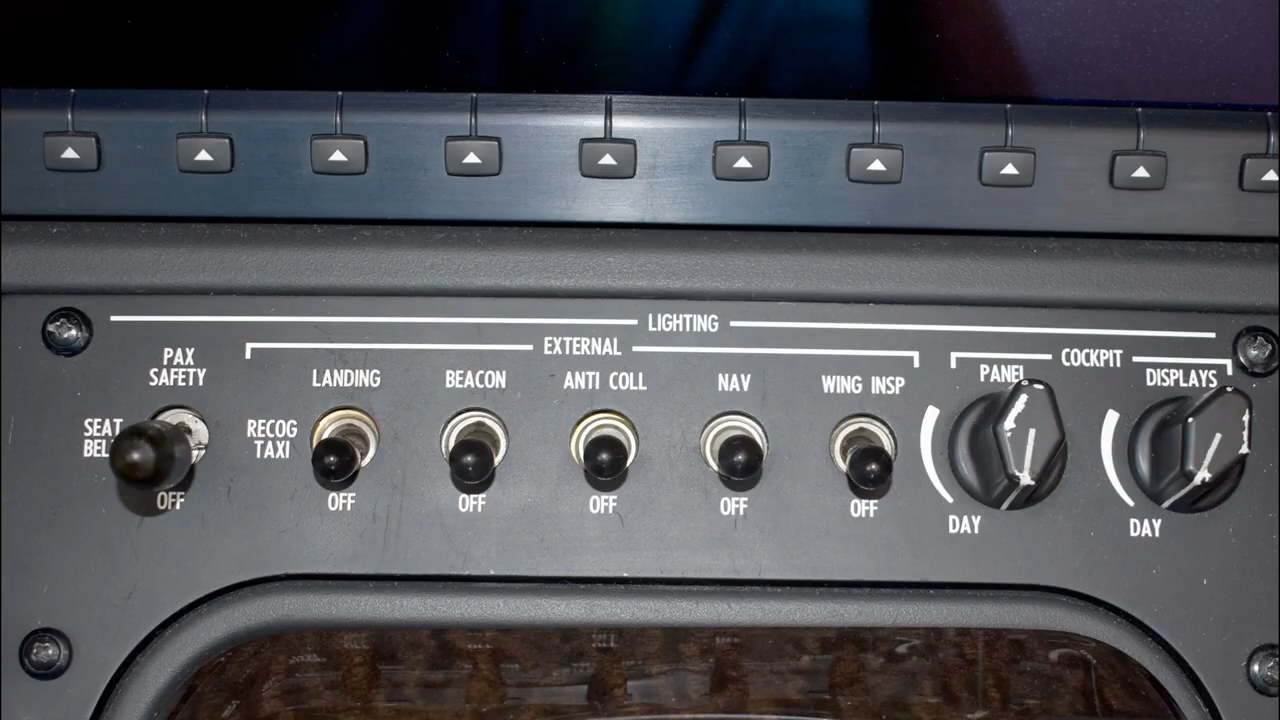 LIGHTING
EXTERNAL
COCKPIT
PAX
SAFETY
LANDING
BEACON
ANTI COLL
NAV
WING INSP
PANEL
DISPLAYS
SEAT
RECOG
TAXI
OFF
OFF
OFF
OFF
OFF
OFF
DAY
DAY